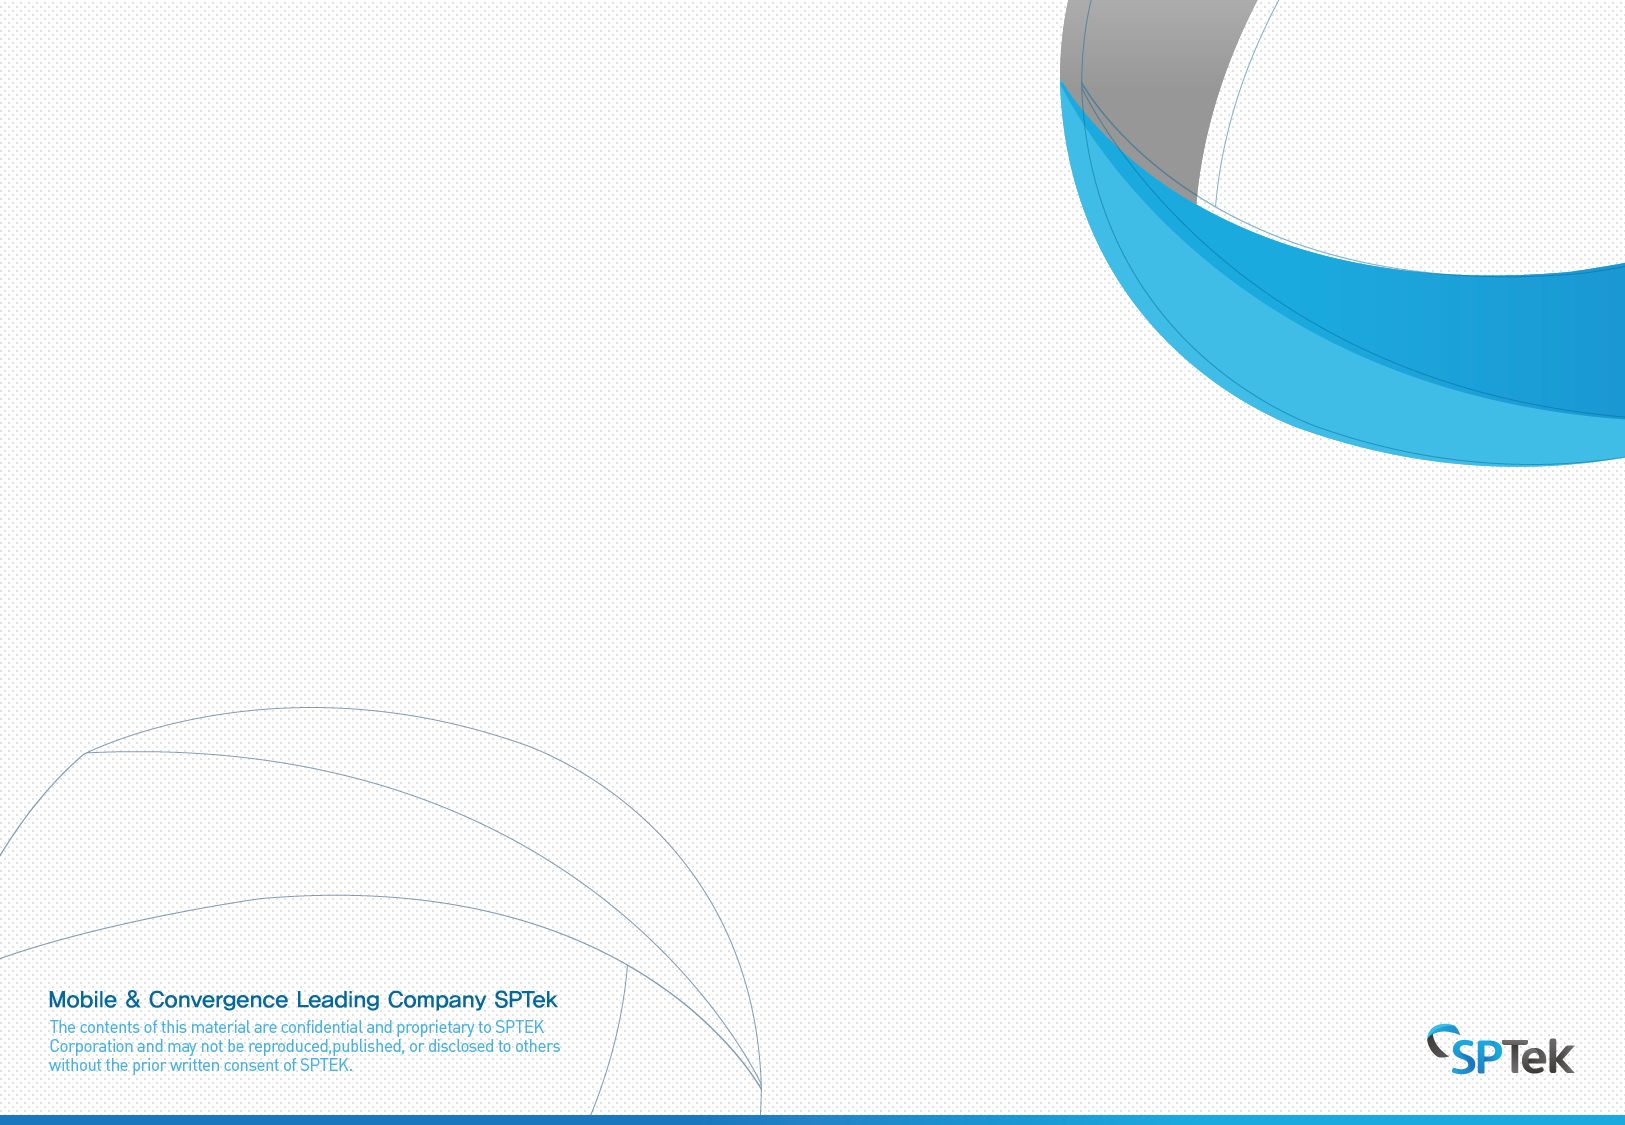 Mobile & Convergence Leading Company SPTek
The contents of this material are confidential and proprietary to SPTEK
Corporation and may not be reproduced,published, or disclosed to others
without the prior written consent of SPTEK.
SPTek